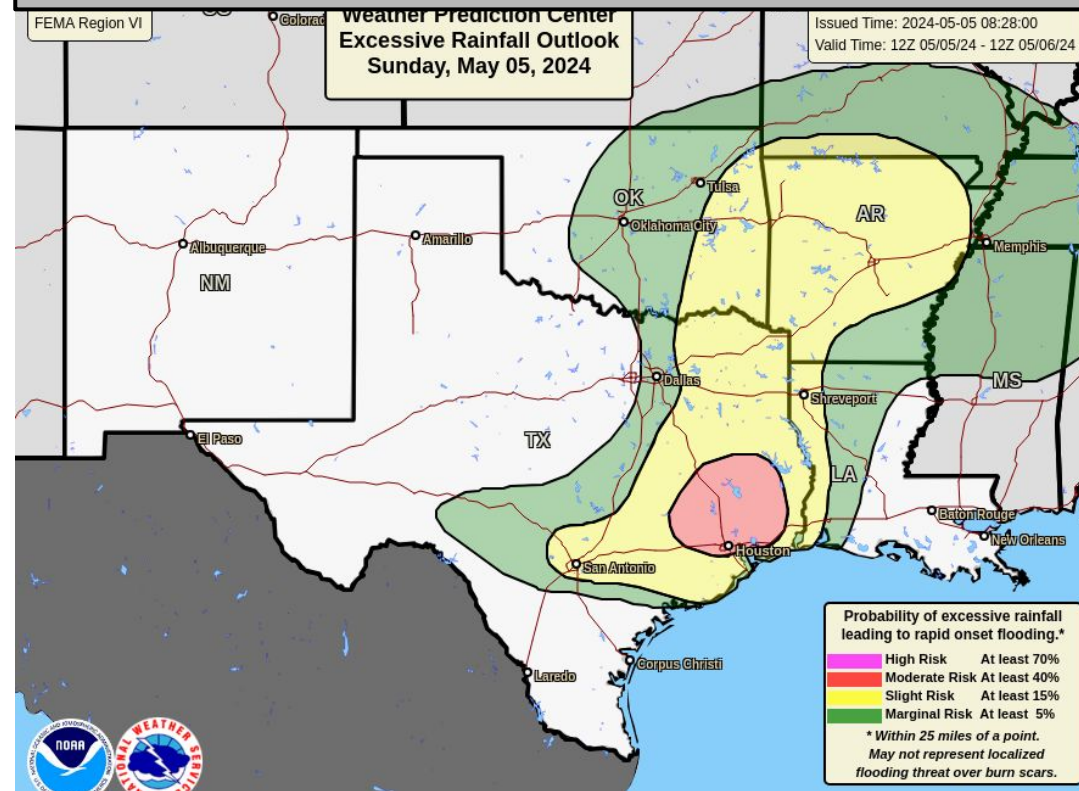 FEMA Region VI
Weather Prediction Center
Excessive Rainfall Outlook
Sunday, May 05, 2024
Issued Time: 2024-05-05 08:28:00
Valid Time: 12Z 05/05/24 - 12Z 05/06/24
OK
Tulsa
Oklahoma City
AR
Albuquerque
Amarillo
Memphis
NM
Dallas
MS
Shreveport
El Paso
TX
LA
Baton Rouge
Houston
New Orleans
San Antonio
Laredo
Corpus Christi
Probability of excessive rainfall
leading to rapid onset flooding.*
High Risk At least 70%
Moderate Risk At least 40%
Slight Risk At least 15%
Marginal Risk At least 5%
* Within 25 miles of a point.
May not represent localized
flooding threat over burn scars.
NOAA
NATIONAL WEATHER SERVICE